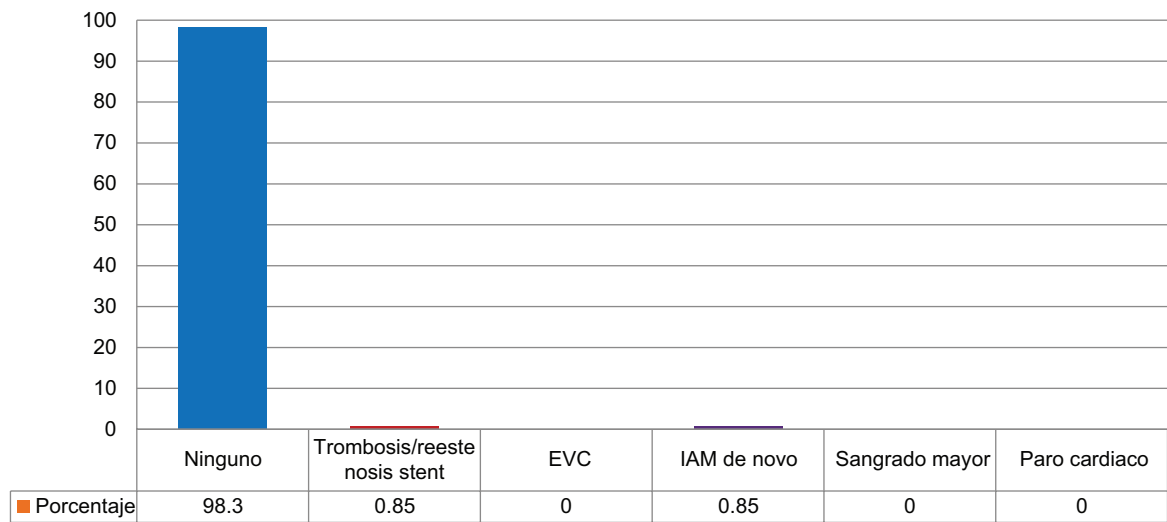 100
90
80
70
60
50
40
30
20
10
0
Ninguno
Trombosis/reeste
nosis stent
EVC
IAM de novo
Sangrado mayor
Paro cardiaco
Porcentaje 98.3 0.85 0 0.85 0 0